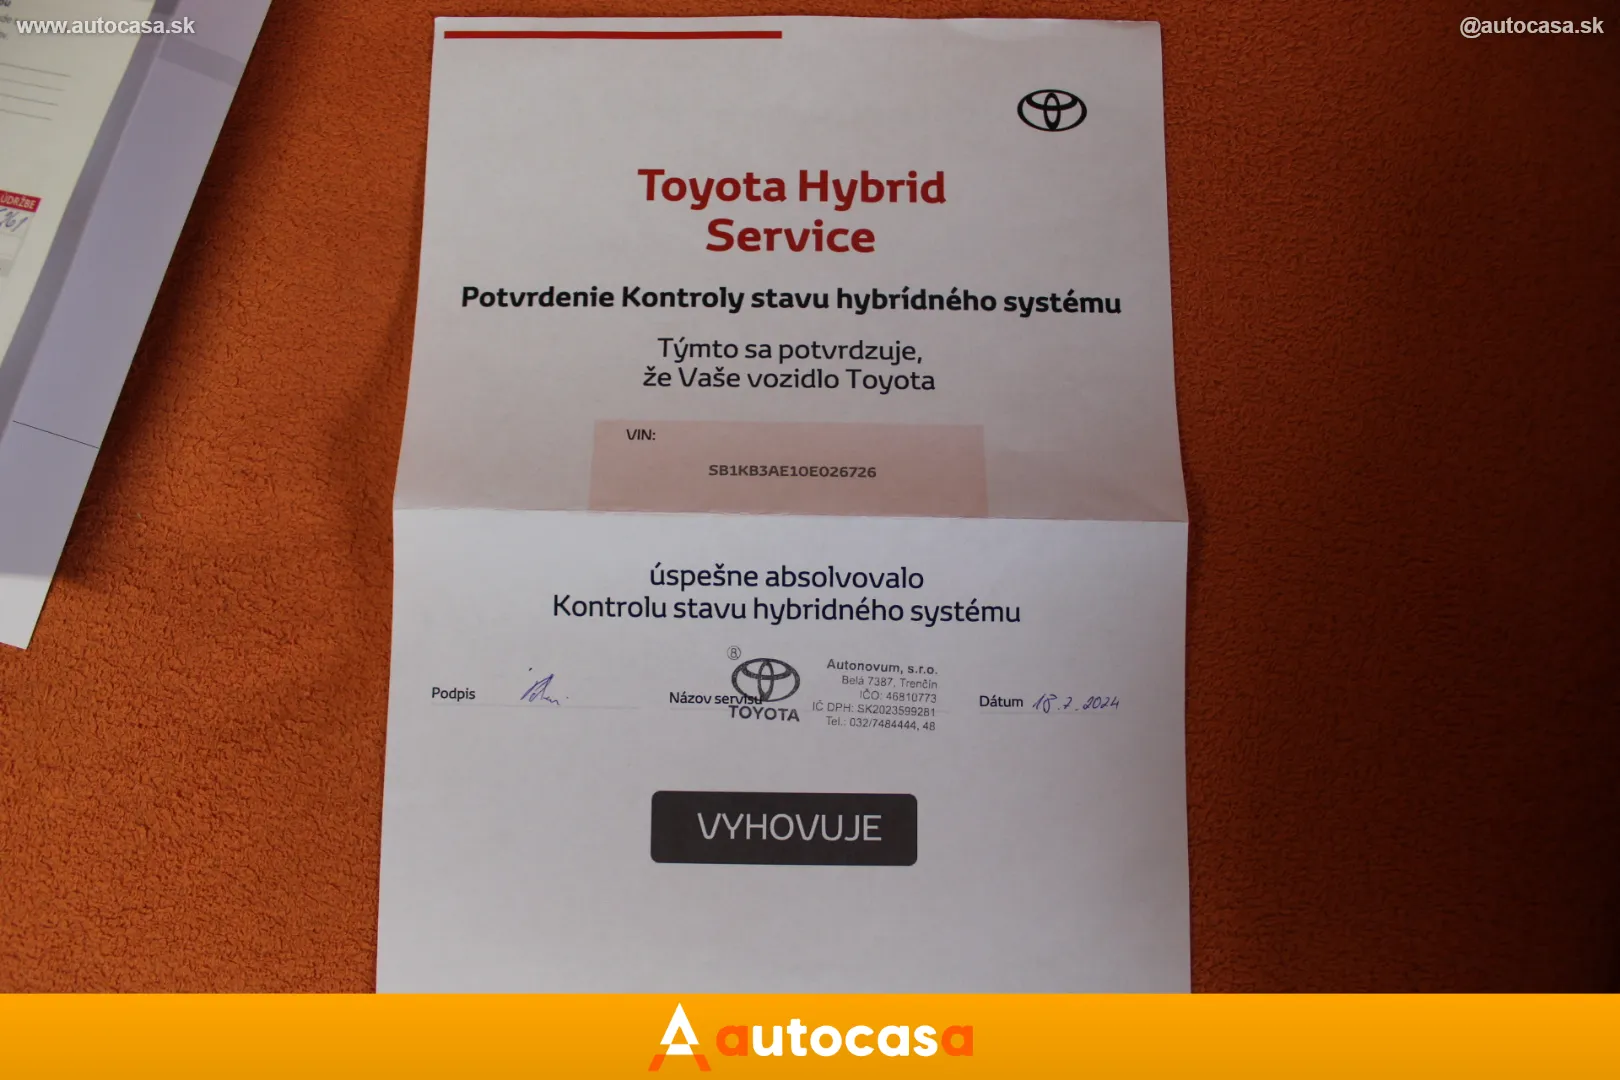 www.autocasa.sk
@autocasa.sk
ÚDRŽBE
Toyota Hybrid
Service
Potvrdenie Kontroly stavu hybrídného systému
Týmto sa potvrdzuje,
že Vaše vozidlo Toyota
VIN:
SB1KB3AE10E026726
úspešne absolvovalo
Kontrolu stavu hybridného systému
Podpis
Názov servisu
®
TOYOTA
Autonovum, s.r.o.
Belá 7387, Trenčín
IČO: 46810773
IČ DPH: SK2023599281
Tel.: 032/7484444, 48
Dátum 18.7.2024
VYHOVUJE
autocasa